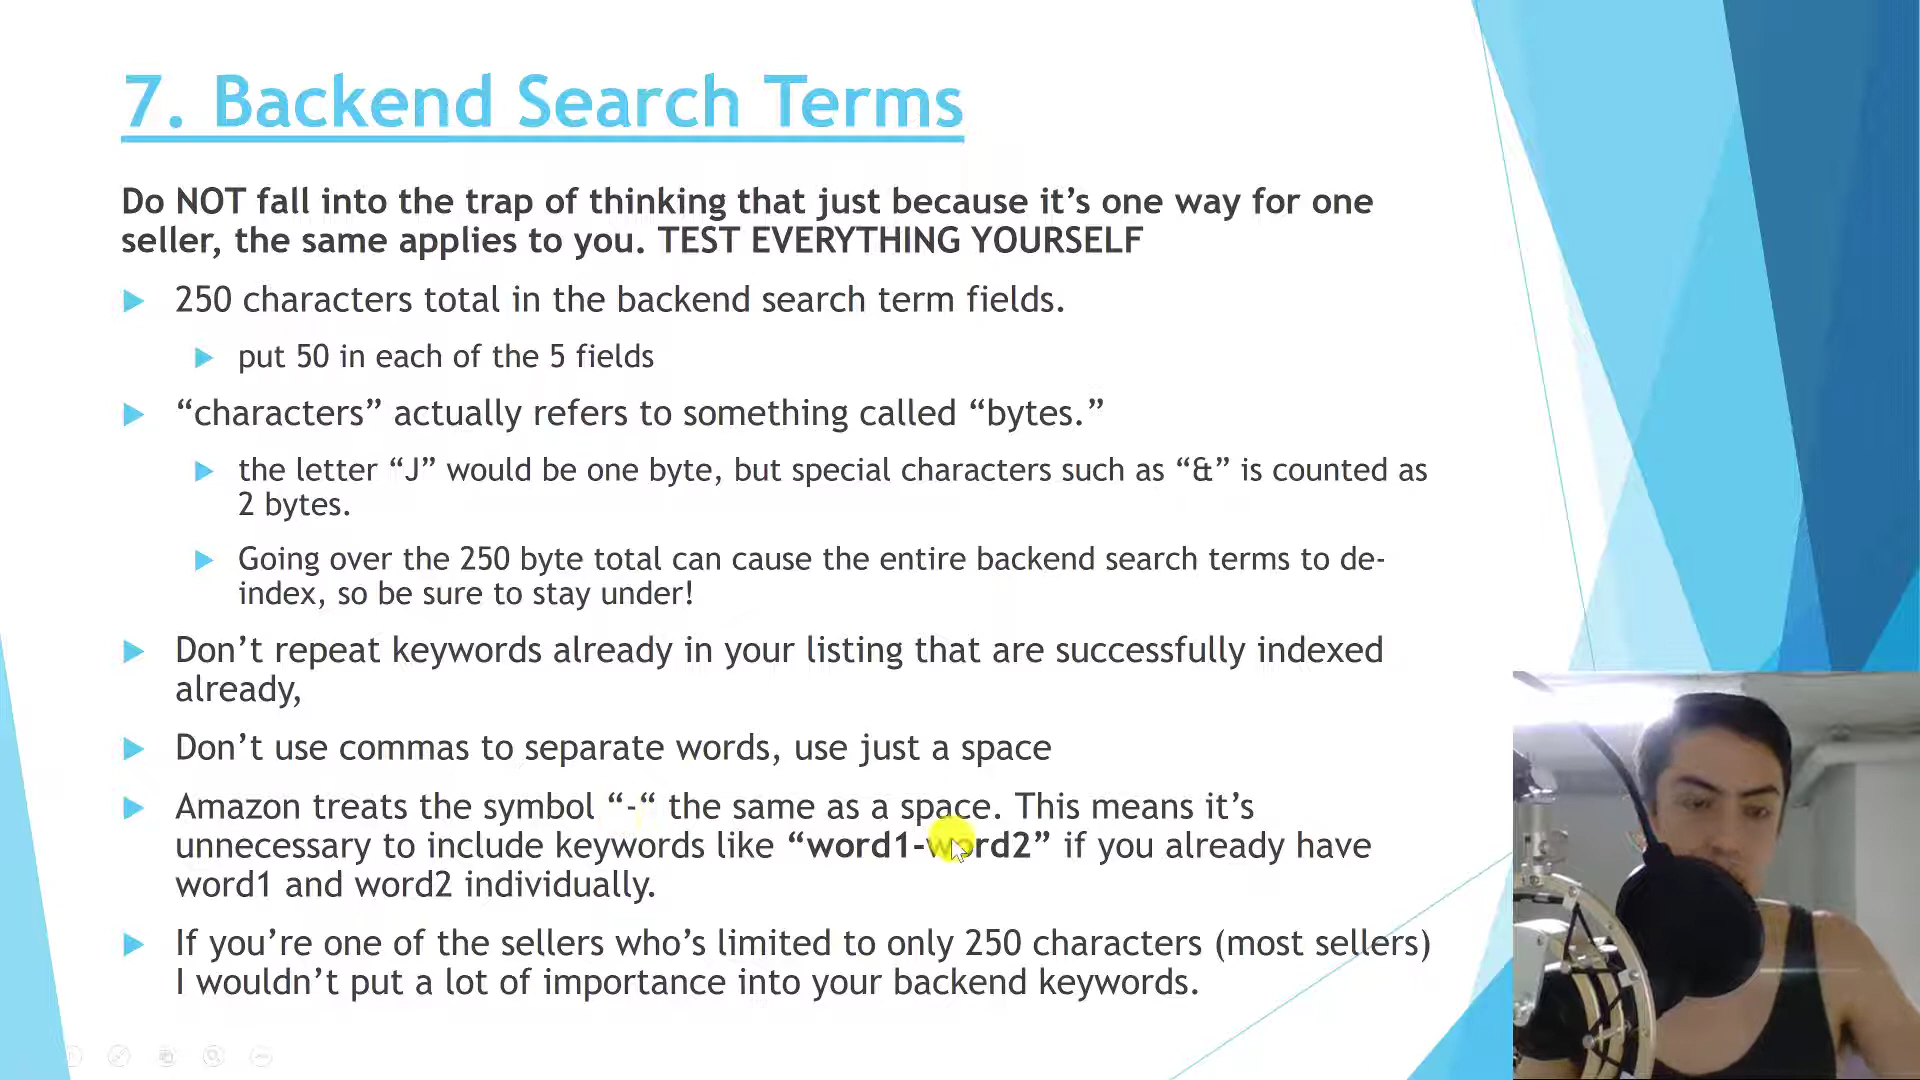 7. Backend Search Terms
Do NOT fall into the trap of thinking that just because it’s one way for one
seller, the same applies to you. TEST EVERYTHING YOURSELF
250 characters total in the backend search term fields.
put 50 in each of the 5 fields
“characters” actually refers to something called “bytes.”
the letter “J” would be one byte, but special characters such as “&” is counted as
2 bytes.
Going over the 250 byte total can cause the entire backend search terms to de-
index, so be sure to stay under!
Don’t repeat keywords already in your listing that are successfully indexed
already,
Don’t use commas to separate words, use just a space
Amazon treats the symbol “-“ the same as a space. This means it’s
unnecessary to include keywords like “word1-word2” if you already have
word1 and word2 individually.
If you’re one of the sellers who’s limited to only 250 characters (most sellers)
I wouldn’t put a lot of importance into your backend keywords.